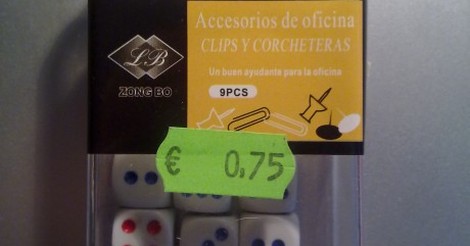 Accesorios de oficina
CLIPS Y CORCHETERAS
LB
ZONG BO
Un buen ayudante para la oficina
9PCS
€ 0,75